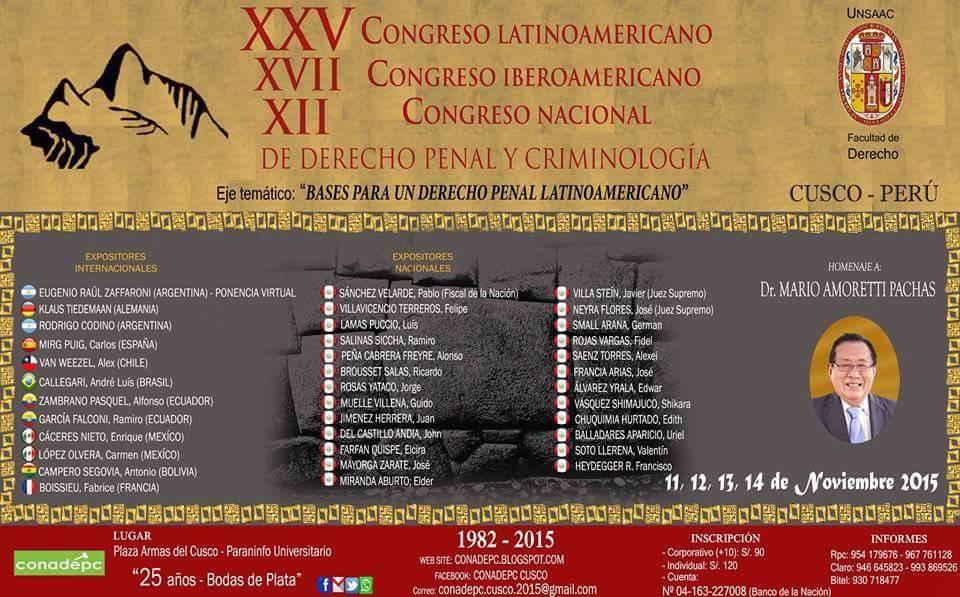 XXV CONGRESO LATINOAMERICANO
XVII CONGRESO IBEROAMERICANO
XII CONGRESO NACIONAL
DE DERECHO PENAL Y CRIMINOLOGÍA
Eje temático: “BASES PARA UN DERECHO PENAL LATINOAMERICANO”
UNSAAC
Facultad de
Derecho
CUSCO - PERÚ
EXPOSITORES
INTERNACIONALES
EUGENIO RAÚL ZAFFARONI (ARGENTINA) - PONENCIA VIRTUAL
KLAUS TIEDEMAAN (ALEMANIA)
RODRIGO CODINO (ARGENTINA)
MIRG PUIG, Carlos (ESPAÑA)
VAN WEEZEL, Alex (CHILE)
CALLEGARI, André Luís (BRASIL)
ZAMBRANO PASQUEL, Alfonso (ECUADOR)
GARCÍA FALCONI, Ramiro (ECUADOR)
CÁCERES NIETO, Enrique (MEXÍCO)
LÓPEZ OLVERA, Carmen (MEXÍCO)
CAMPERO SEGOVIA, Antonio (BOLIVIA)
BOISSIEU, Fabrice (FRANCIA)
EXPOSITORES
NACIONALES
SÁNCHEZ VELARDE, Pablo (Fiscal de la Nación)
VILLAVICENCIO TERREROS, Felipe
LAMAS PUCCIO, Luis
SALINAS SICCHA, Ramiro
PEÑA CABRERA FREYRE, Alonso
BROUSSET SALAS, Ricardo
ROSAS YATACO, Jorge
MUELLE VILLENA, Guido
JIMENEZ HERRERA, Juan
DEL CASTILLO ANDIA, John
FARFAN QUISPE, Elcira
MAYORGA ZARATE, José
MIRANDA ABURTO; Elder
VILLA STEÍN, Javier (Juez Supremo)
NEYRA FLORES, José (Juez Supremo)
SMALL ARANA, German
ROJAS VARGAS, Fidel
SAENZ TORRES, Alexei
FRANCIA ARIAS, José
ÁLVAREZ YRALA, Edwar
VÁSQUEZ SHIMAJUCO, Shikara
CHUQUIMIA HURTADO, Edith
BALLADARES APARICIO, Uriel
SOTO LLERENA, Valentín
HEYDEGGER R. Francisco
HOMENAJE A:
Dr. MARIO AMORETTI PACHAS
11, 12, 13, 14 de Noviembre 2015
conadepc
LUGAR
Plaza Armas del Cusco - Paraninfo Universitario
“25 años - Bodas de Plata”
1982 - 2015
WEB SITE: CONADEPC.BLOGSPOT.COM
FACEBOOK: CONADEPC CUSCO
Correo: conadepc.cusco.2015@gmail.com
INSCRIPCIÓN
- Corporativo (+10): S/. 90
- Individual: S/. 120
- Cuenta:
Nº 04-163-227008 (Banco de la Nación)
INFORMES
Rpc: 954 179676 - 967 761128
Claro: 946 645823 - 993 869526
Bitel: 930 718477